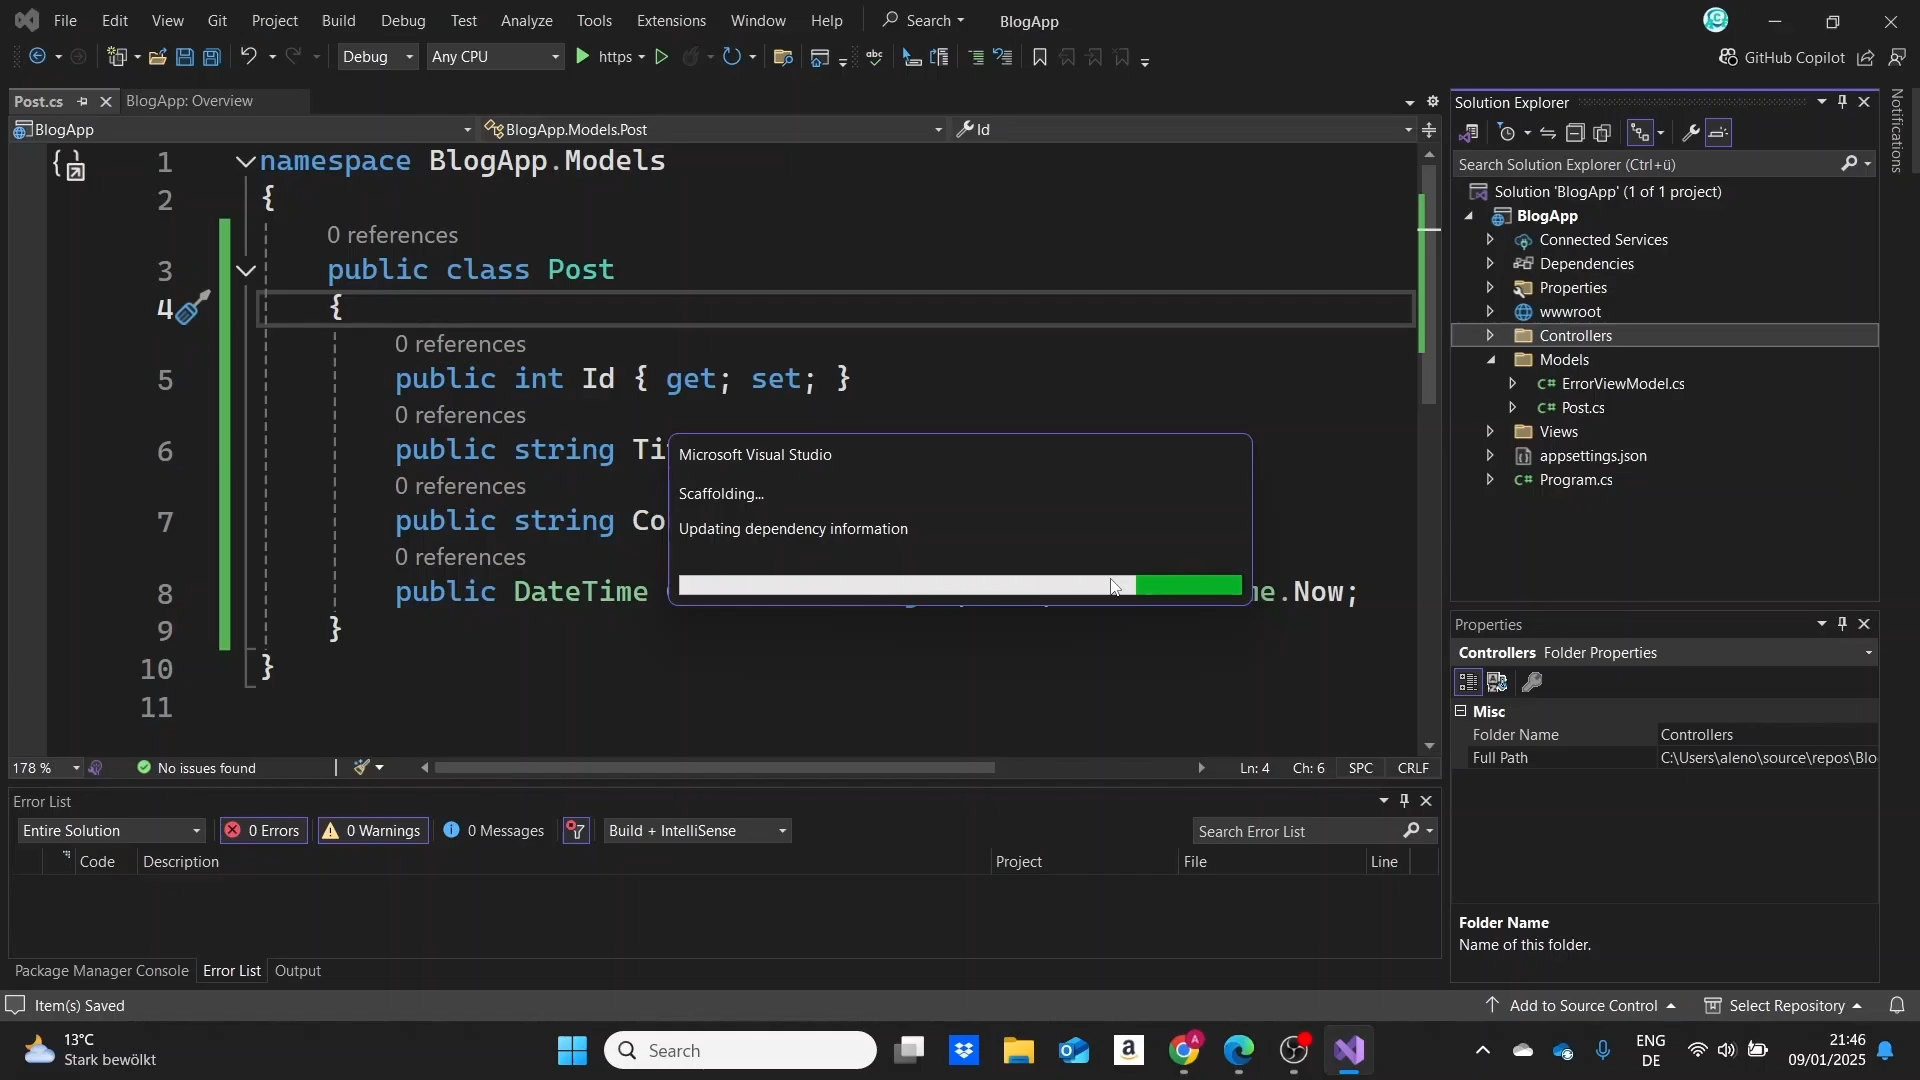 File Edit View Git Project Build Debug Test Analyze Tools Extensions Window Help Search BlogApp
Debug Any CPU https GitHub Copilot
Post.cs BlogApp: Overview
BlogApp BlogApp.Models.Post Id
1 namespace BlogApp.Models
2 {
0 references
3 public class Post
4 {
0 references
5 public int Id { get; set; }
0 references
6 public string Ti
0 references
7 public string Co
0 references
8 public DateTime e.Now;
9 }
10 }
11
Microsoft Visual Studio
Scaffolding...
Updating dependency information
178 % No issues found Ln: 4 Ch: 6 SPC CRLF
Error List
Entire Solution 0 Errors 0 Warnings 0 Messages Build + IntelliSense Search Error List
Code Description Project File Line
Package Manager Console Error List Output
Solution Explorer
Search Solution Explorer (Ctrl+ü)
Solution 'BlogApp' (1 of 1 project)
BlogApp
Connected Services
Dependencies
Properties
wwwroot
Controllers
Models
C# ErrorViewModel.cs
C# Post.cs
Views
appsettings.json
C# Program.cs
Notifications
Properties
Controllers Folder Properties
Misc
Folder Name Controllers
Full Path C:\Users\aleno\source\repos\Blo
Folder Name
Name of this folder.
Item(s) Saved Add to Source Control Select Repository
13°C
Stark bewölkt
Search
ENG
DE
21:46
09/01/2025